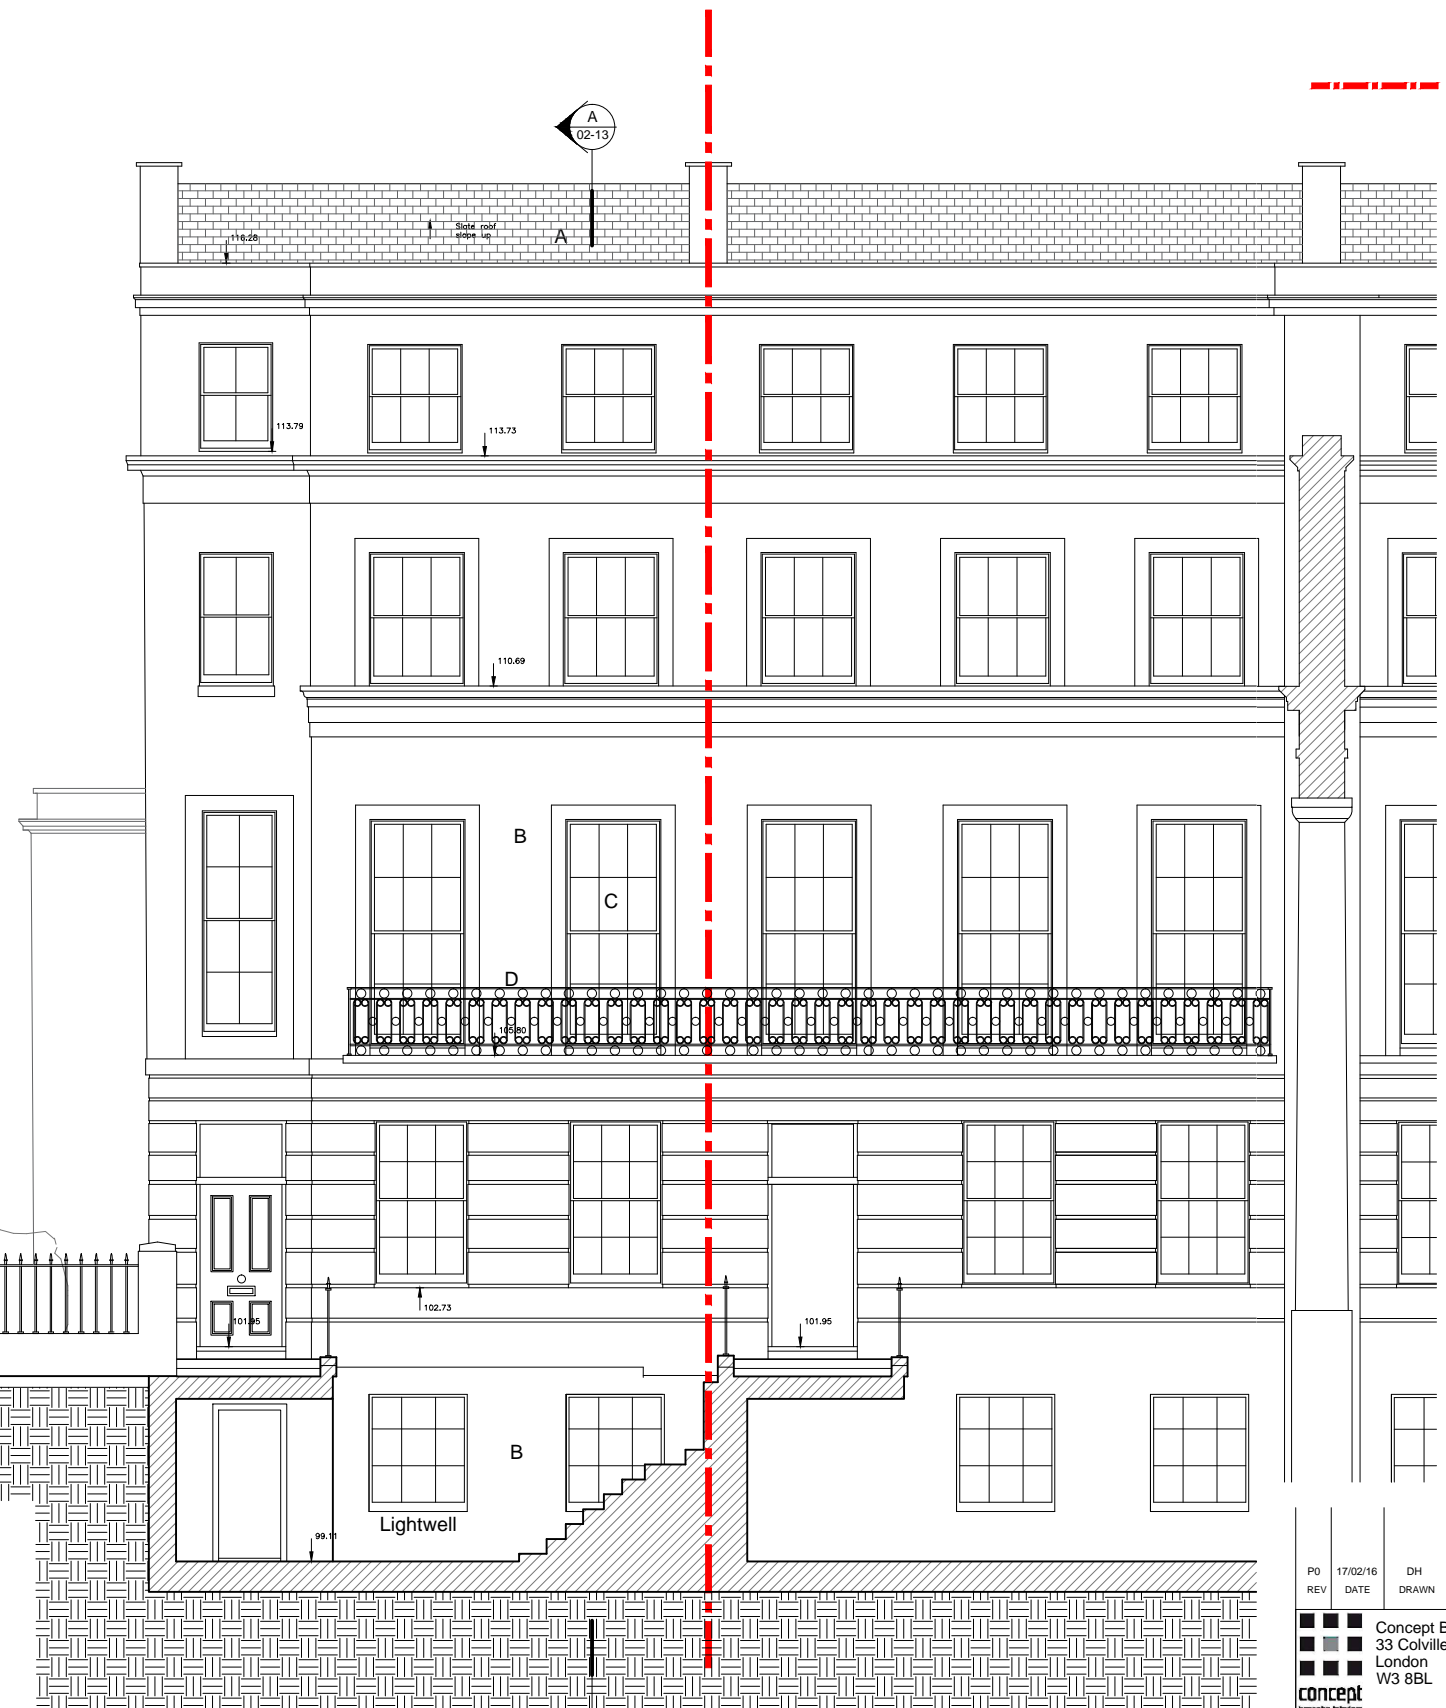 A
02-13
116.28
Slate roof
slope up
A
113.79
113.73
110.69
B
C
D
105.80
102.73
101.95
101.95
B
Lightwell
99.11
P0 17/02/16 DH
REV DATE DRAWN
Concept B
33 Colville
London
W3 8BL
concept